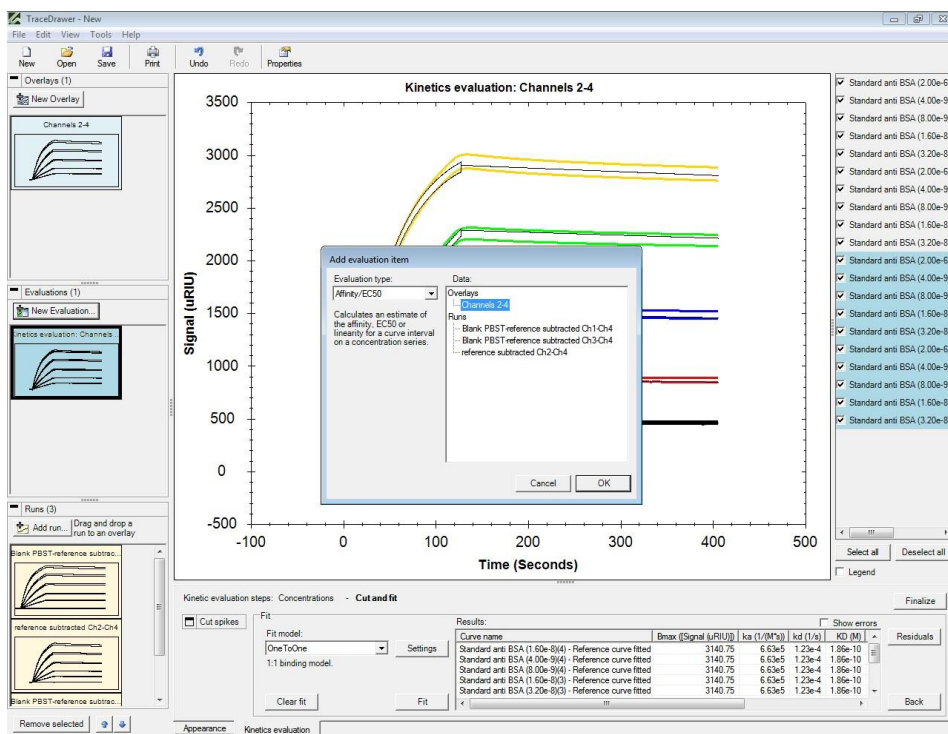 TraceDrawer - New
File Edit View Tools Help
New Open Save Print Undo Redo Properties
Overlays (1)
New Overlay
Channels 2-4
Evaluations (1)
New Evaluation...
inetics evaluation: Channels ..
Runs (3)
Add run...
Drag and drop a
run to an overlay
Blank PBST-reference subtrac...
reference subtracted Ch2-Ch4
Blank PBST-reference subtrac...
Remove selected
Kinetics evaluation: Channels 2-4
3500
3000
2500
2000
1500
1000
500
0
-500
Signal (uRIU)
-100 0 100 200 300 400 500
Time (Seconds)
Add evaluation item
Evaluation type:
Affinity/EC50
Calculates an estimate of
the affinity, EC50 or
linearity for a curve interval
on a concentration series.
Data:
Overlays
Channels 2-4
Runs
Blank PBST-reference subtracted Ch1-Ch4
Blank PBST-reference subtracted Ch3-Ch4
reference subtracted Ch2-Ch4
Cancel OK
Standard anti BSA (2.00e-6
Standard anti BSA (4.00e-9
Standard anti BSA (8.00e-9
Standard anti BSA (1.60e-8
Standard anti BSA (3.20e-8
Standard anti BSA (2.00e-6
Standard anti BSA (4.00e-9
Standard anti BSA (8.00e-9
Standard anti BSA (1.60e-8
Standard anti BSA (3.20e-8
Standard anti BSA (2.00e-6
Standard anti BSA (4.00e-9
Standard anti BSA (8.00e-9
Standard anti BSA (1.60e-8
Standard anti BSA (3.20e-8
Standard anti BSA (2.00e-6
Standard anti BSA (4.00e-9
Standard anti BSA (8.00e-9
Standard anti BSA (1.60e-8
Standard anti BSA (3.20e-8
Select all Deselect all
Legend
Kinetic evaluation steps: Concentrations - Cut and fit
Finalize
Cut spikes
Fit
Fit model:
OneToOne
Settings
1:1 binding model.
Clear fit Fit
Results:
Show errors
Curve name Bmax ([Signal (uRIU)]) ka (1/(M*s)) kd (1/s) KD (M)
Standard anti BSA (1.60e-8)(4) - Reference curve fitted 3140.75 6.63e5 1.23e-4 1.86e-10
Standard anti BSA (4.00e-9)(4) - Reference curve fitted 3140.75 6.63e5 1.23e-4 1.86e-10
Standard anti BSA (8.00e-9)(4) - Reference curve fitted 3140.75 6.63e5 1.23e-4 1.86e-10
Standard anti BSA (1.60e-8)(3) - Reference curve fitted 3140.75 6.63e5 1.23e-4 1.86e-10
Standard anti BSA (3.20e-8)(3) - Reference curve fitted 3140.75 6.63e5 1.23e-4 1.86e-10
Residuals
Back
Appearance Kinetics evaluation